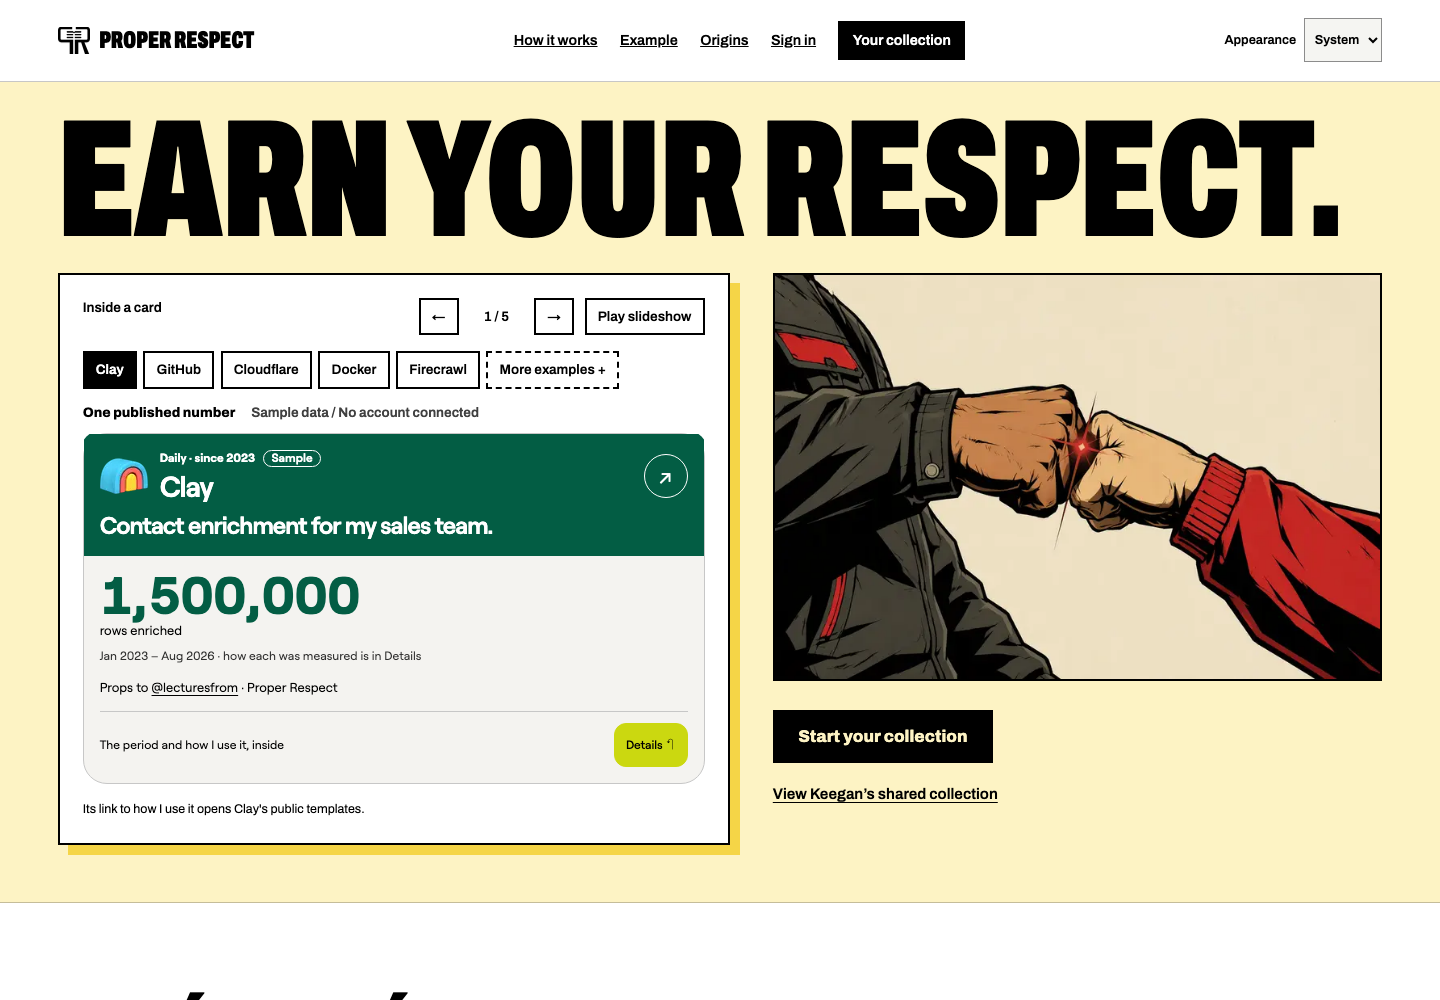 PROPER RESPECT
How it works
Example
Origins
Sign in
Your collection
Appearance
System
EARN YOUR RESPECT.
Inside a card
←
1 / 5
→
Play slideshow
Clay
GitHub
Cloudflare
Docker
Firecrawl
More examples +
One published number
Sample data / No account connected
Daily · since 2023
Sample
Clay
Contact enrichment for my sales team.
1,500,000
rows enriched
Jan 2023 – Aug 2026 · how each was measured is in Details
Props to @lecturesfrom · Proper Respect
The period and how I use it, inside
Details
Its link to how I use it opens Clay's public templates.
Start your collection
View Keegan’s shared collection